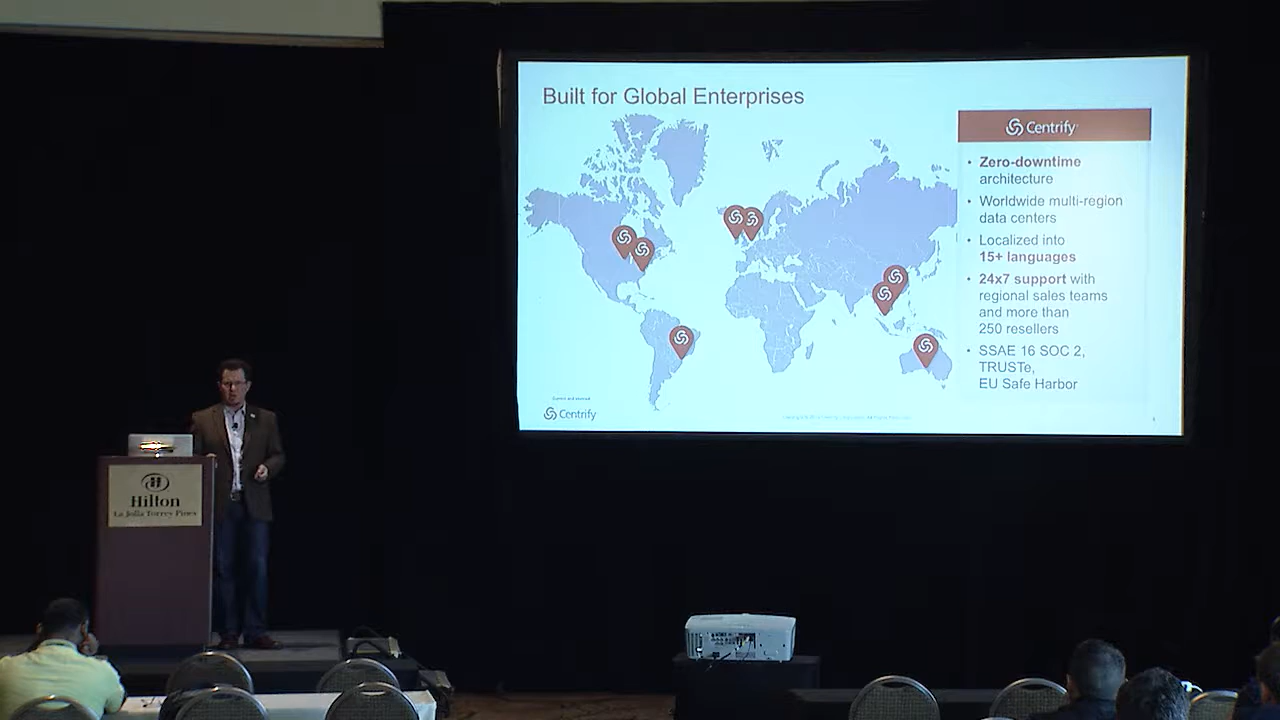 Built for Global Enterprises
Centrify
• Zero-downtime
architecture
• Worldwide multi-region
data centers
• Localized into
15+ languages
• 24x7 support with
regional sales teams
and more than
250 resellers
• SSAE 16 SOC 2,
TRUSTe,
EU Safe Harbor
Centrify
Hilton
La Jolla Torrey Pines